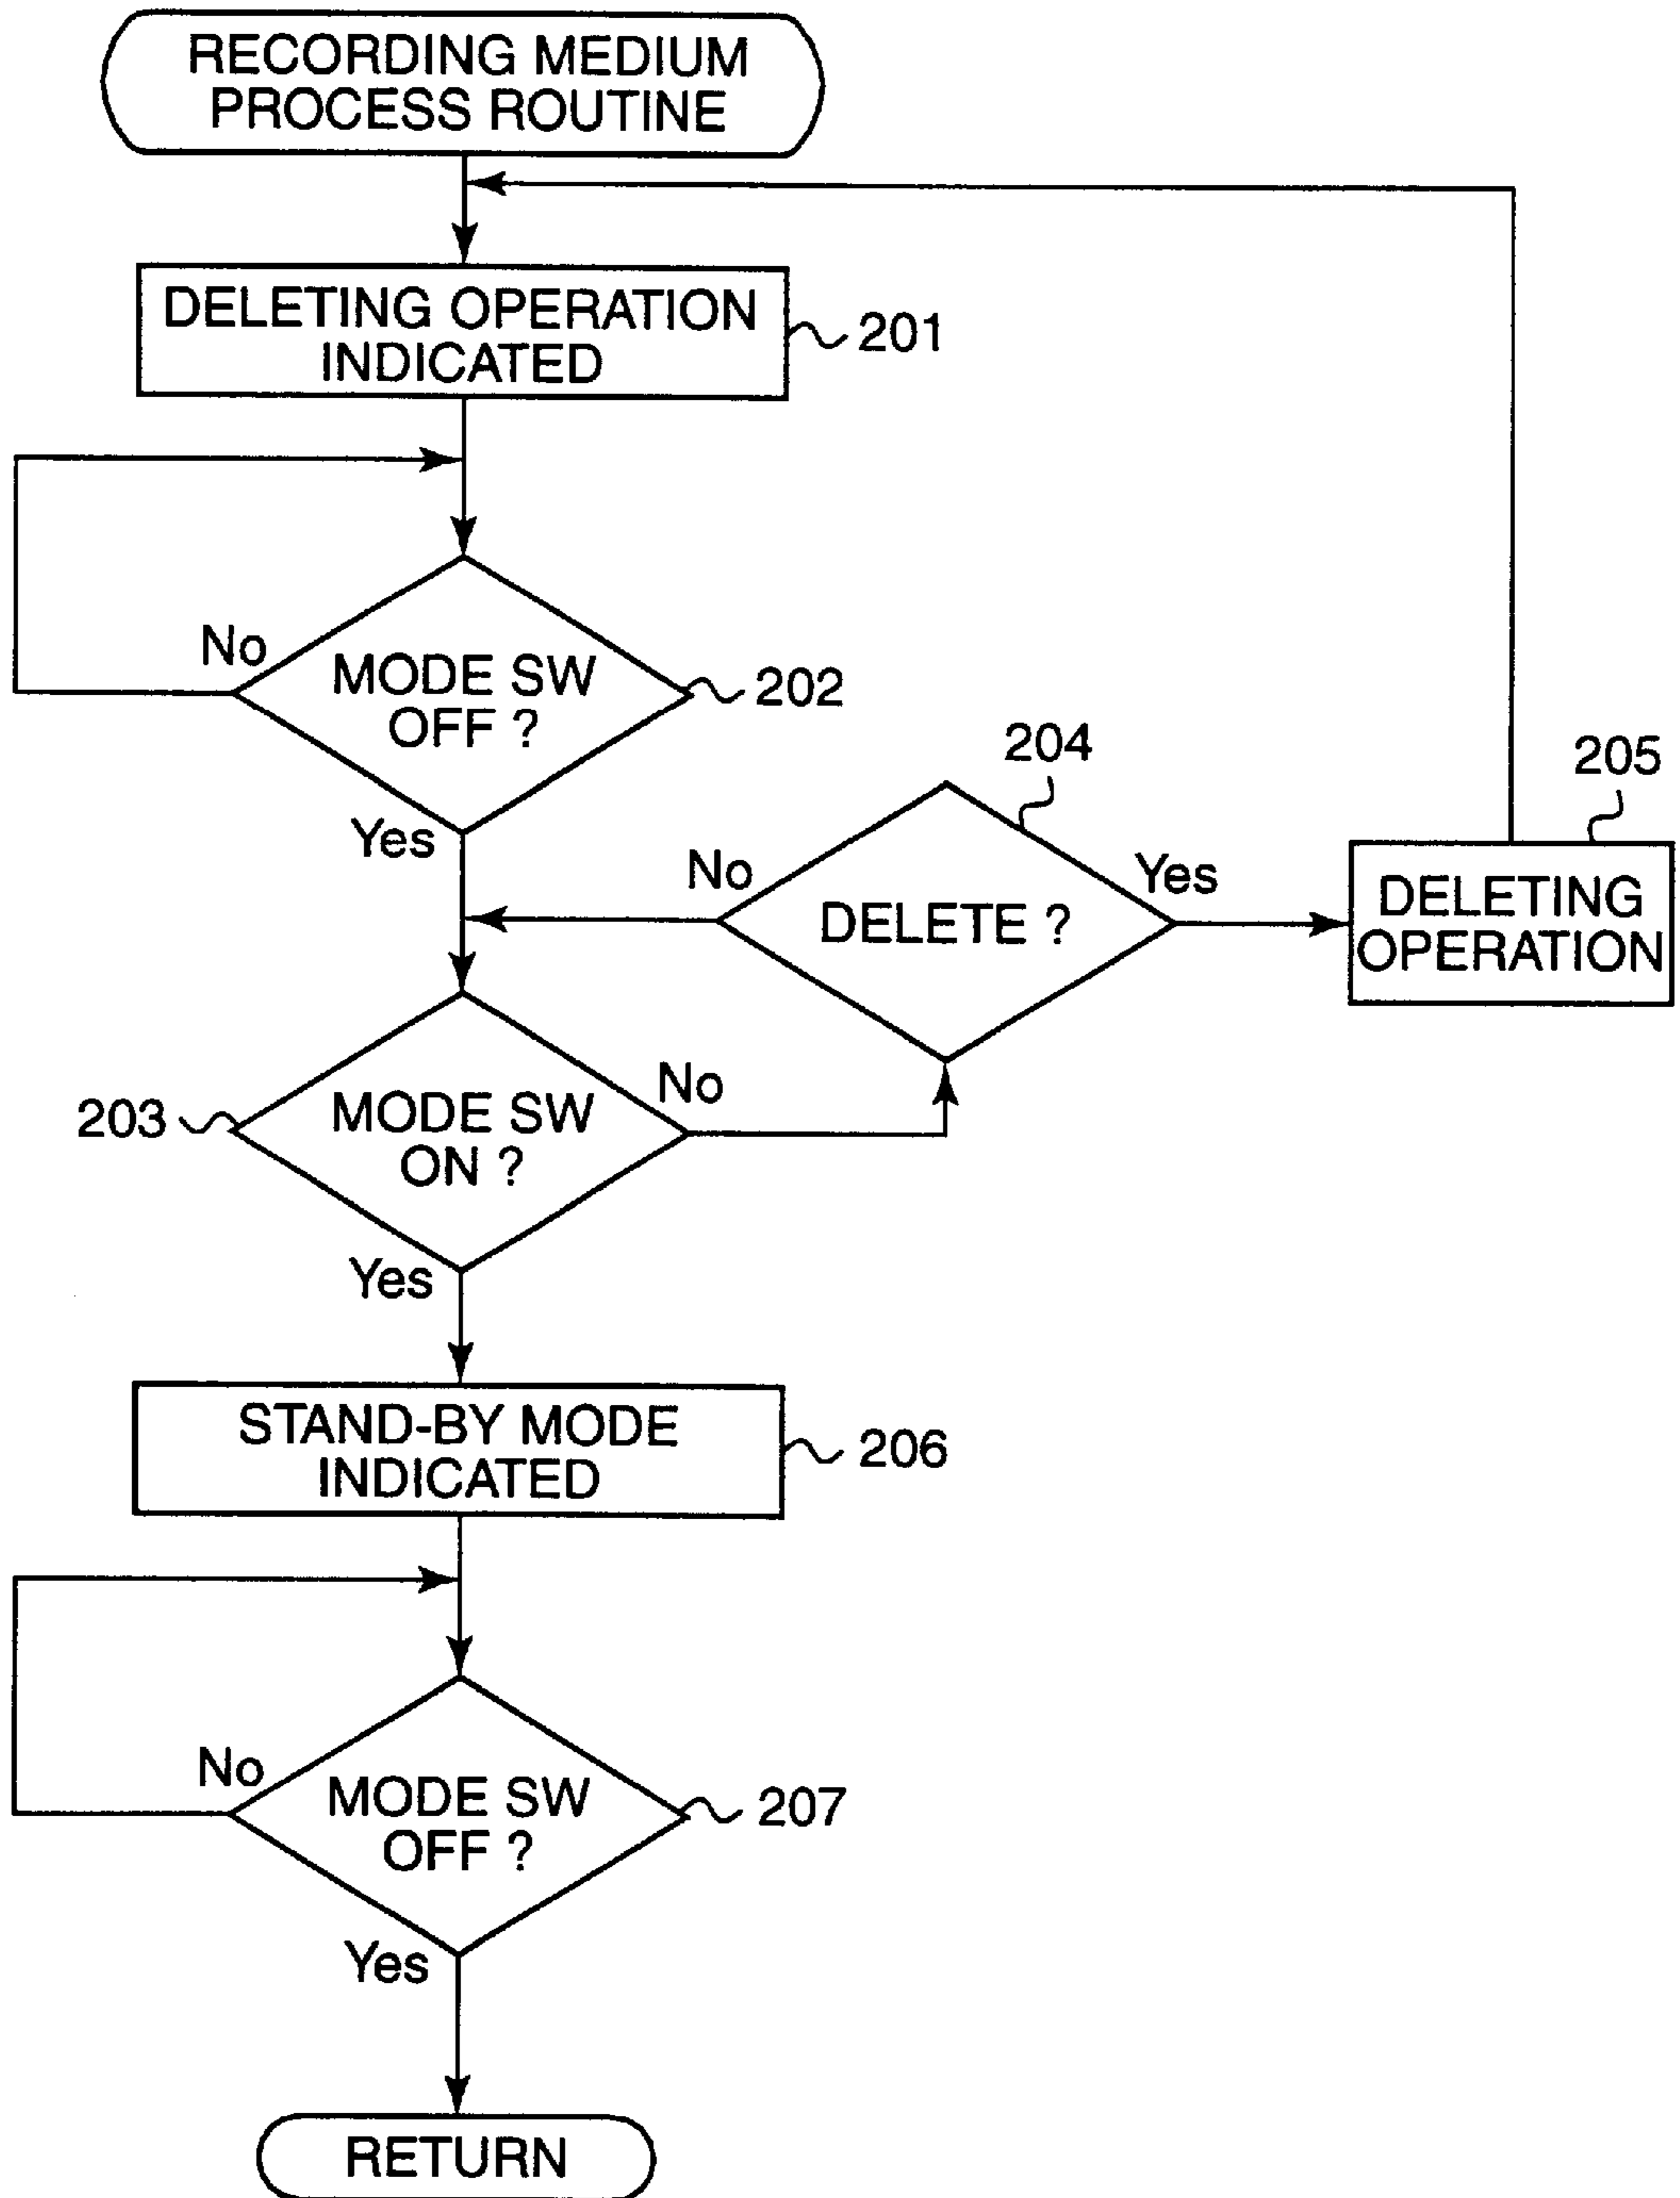 RECORDING MEDIUM
PROCESS ROUTINE
DELETING OPERATION
INDICATED
201
No
MODE SW
OFF ?
202
Yes
204
205
No
DELETE ?
Yes
DELETING
OPERATION
203
MODE SW
ON ?
No
Yes
STAND-BY MODE
INDICATED
206
No
MODE SW
OFF ?
207
Yes
RETURN